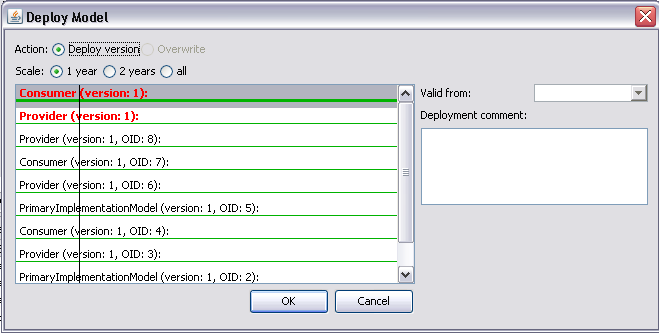 Deploy Model
Action: Deploy version Overwrite
Scale: 1 year 2 years all
Consumer (version: 1):
Provider (version: 1):
Provider (version: 1, OID: 8):
Consumer (version: 1, OID: 7):
Provider (version: 1, OID: 6):
PrimaryImplementationModel (version: 1, OID: 5):
Consumer (version: 1, OID: 4):
Provider (version: 1, OID: 3):
PrimaryImplementationModel (version: 1, OID: 2):
Valid from:
Deployment comment:
OK Cancel